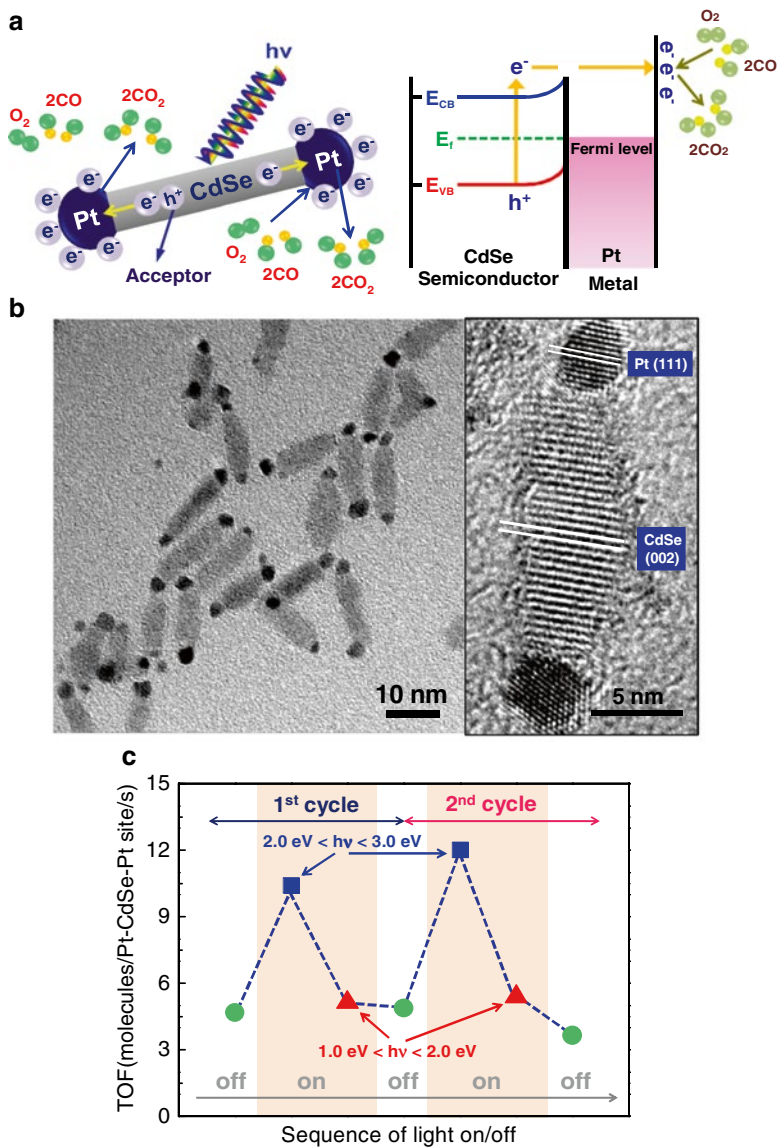 a
hν
O₂
2CO
2CO₂
e⁻ e⁻ e⁻ e⁻ e⁻ e⁻
Pt
e⁻
h⁺
CdSe
e⁻
Pt
e⁻ e⁻ e⁻ e⁻ e⁻ e⁻ e⁻
Acceptor
O₂
2CO
2CO₂
e⁻
E_CB
E_f
E_VB
h⁺
Fermi level
e⁻
e⁻
e⁻
O₂
2CO
2CO₂
CdSe
Semiconductor
Pt
Metal
b
10 nm
Pt (111)
CdSe
(002)
5 nm
c
TOF(molecules/Pt-CdSe-Pt site/s)
15
12
9
6
3
0
1st cycle
2nd cycle
2.0 eV < hν < 3.0 eV
1.0 eV < hν < 2.0 eV
off on off on off
Sequence of light on/off